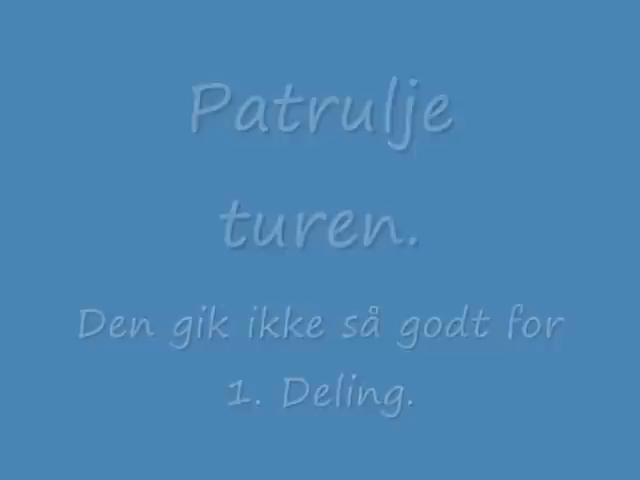 Patrulje
turen.
Den gik ikke så godt for
1. Deling.